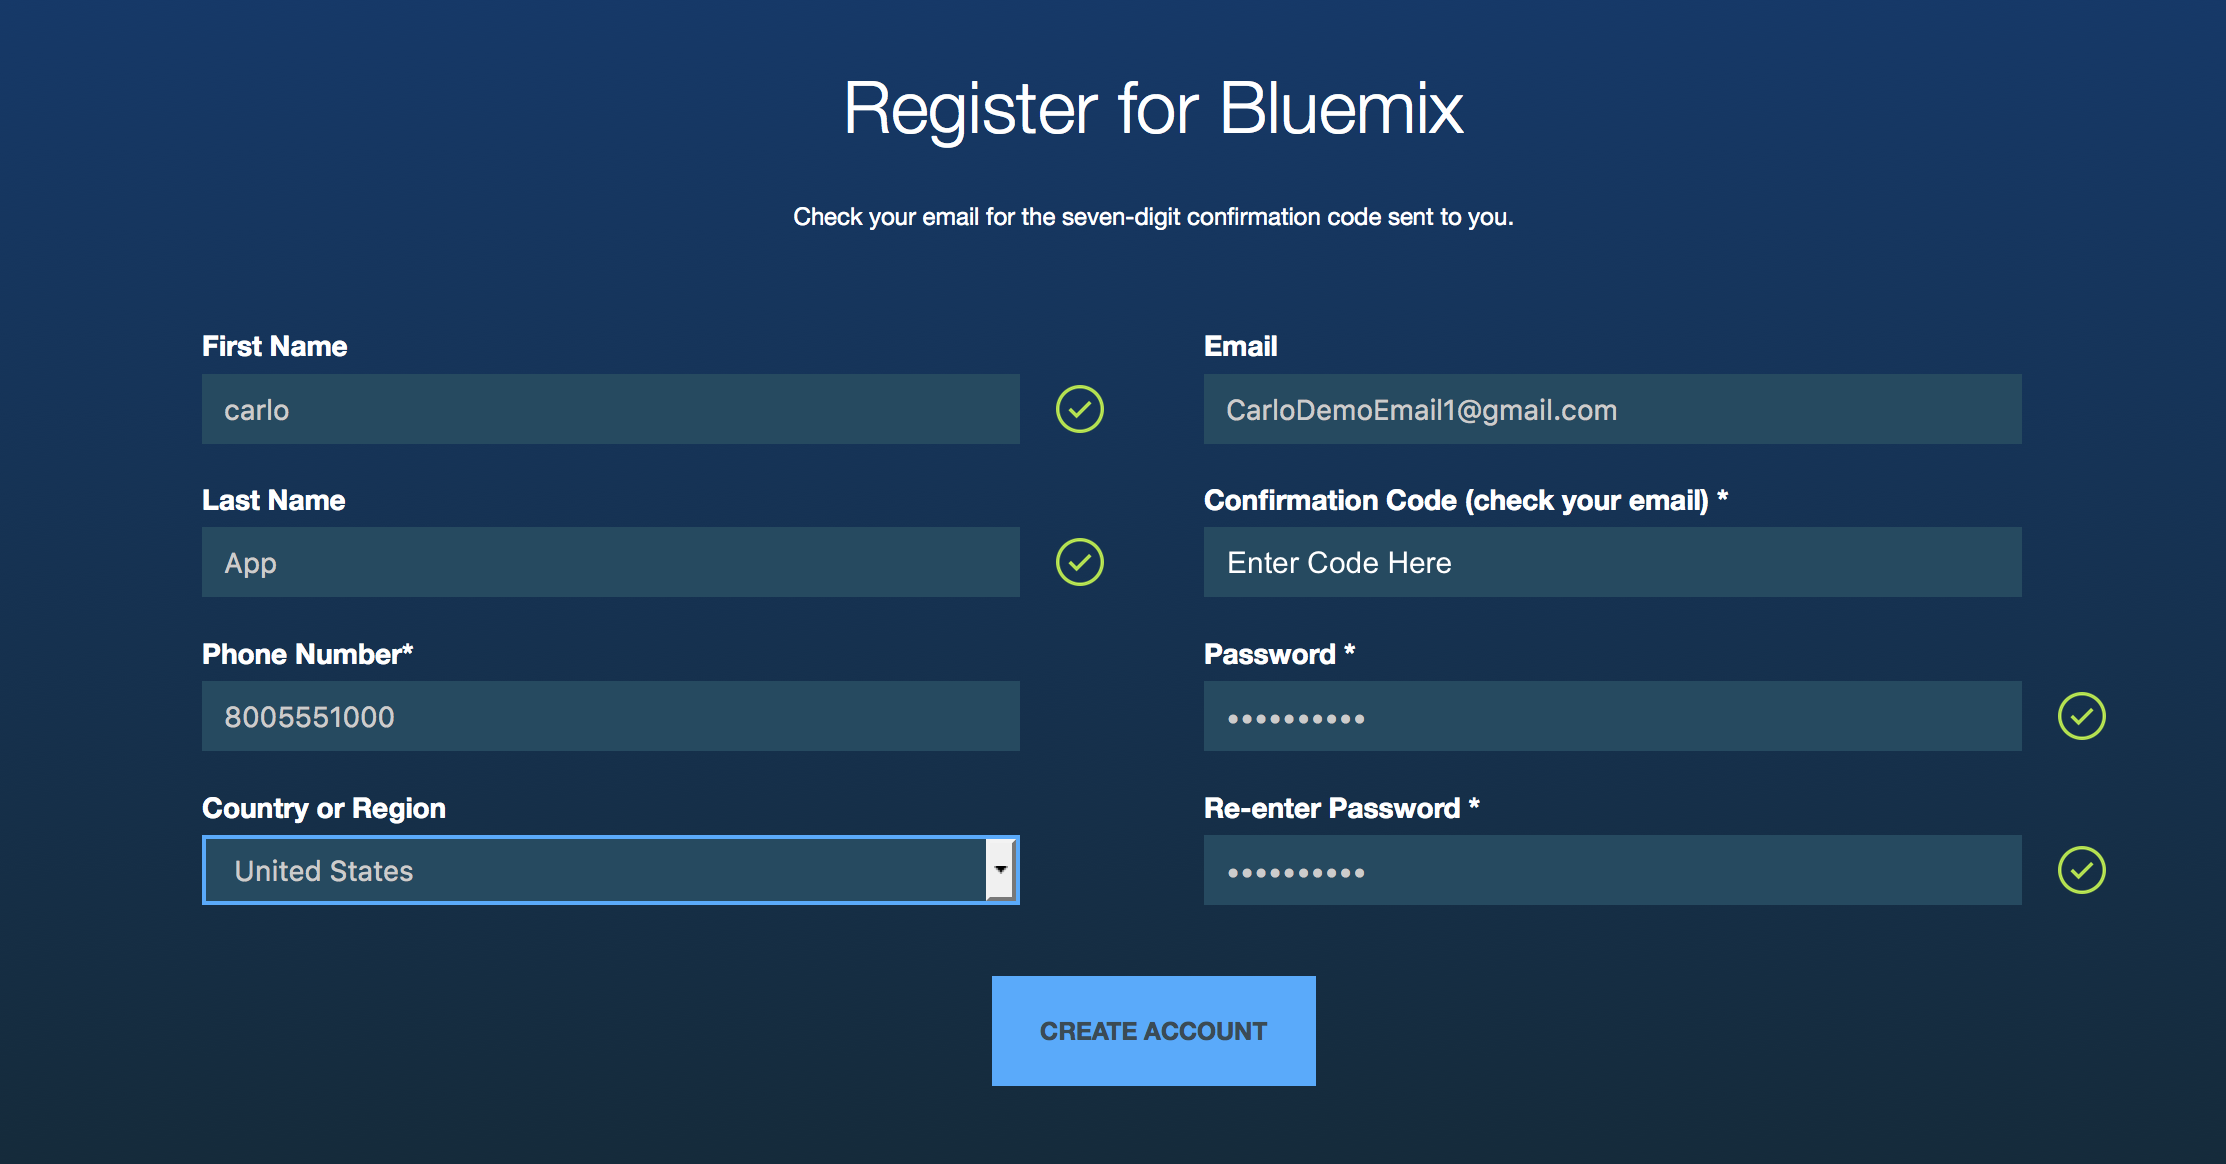 Register for Bluemix
Check your email for the seven-digit confirmation code sent to you.
First Name
carlo
Last Name
App
Phone Number*
8005551000
Country or Region
United States
Email
CarloDemoEmail1@gmail.com
Confirmation Code (check your email) *
Enter Code Here
Password *
••••••••••
Re-enter Password *
••••••••••
CREATE ACCOUNT